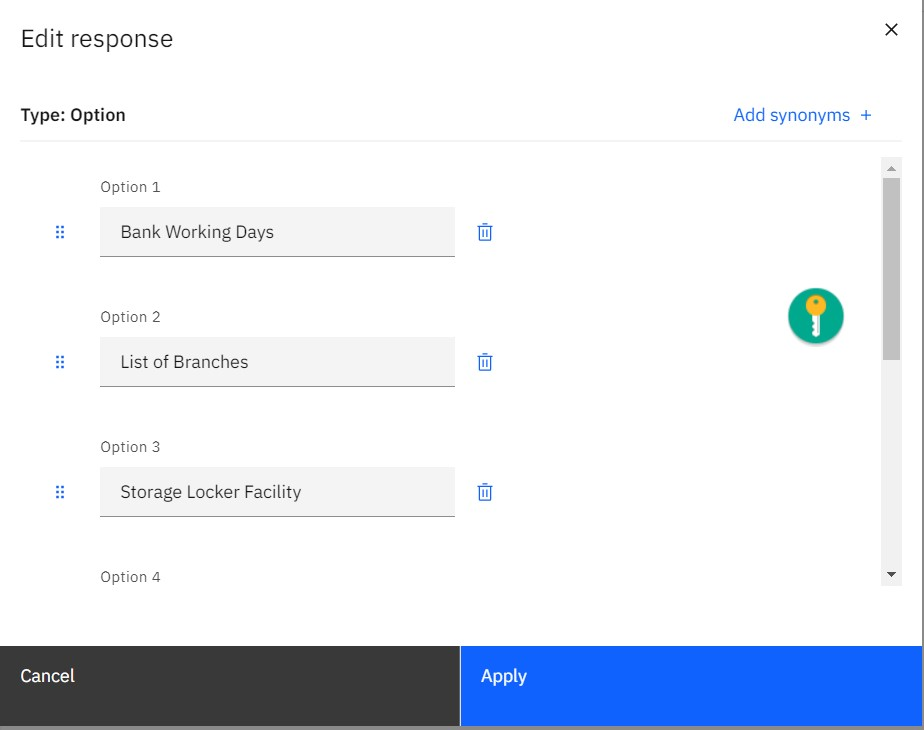 Edit response
Type: Option
Add synonyms +
Option 1
Bank Working Days
Option 2
List of Branches
Option 3
Storage Locker Facility
Option 4
Cancel
Apply